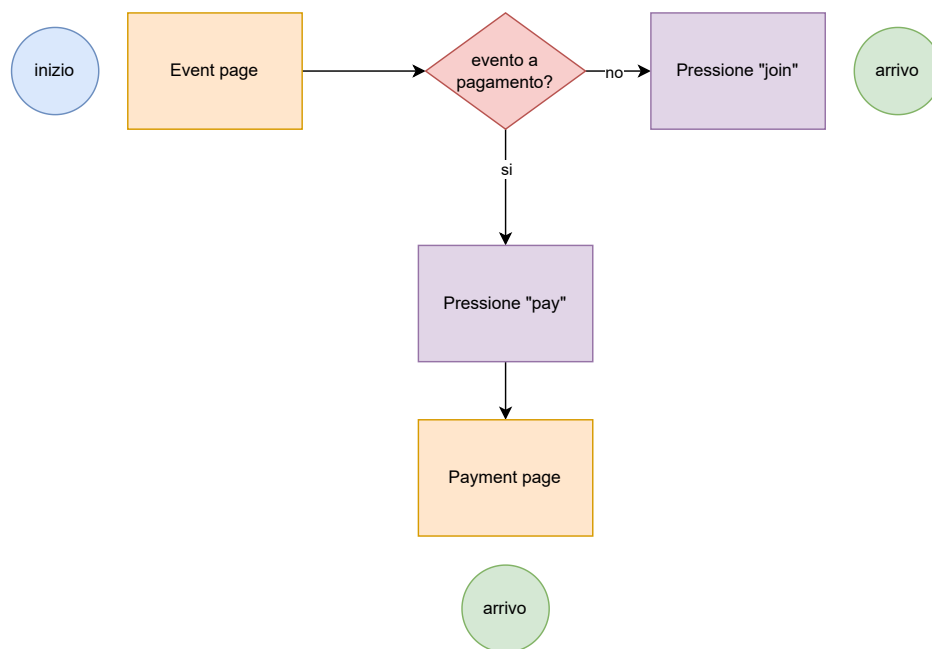 inizio
Event page
evento a
pagamento?
no
Pressione "join"
arrivo
si
Pressione "pay"
Payment page
arrivo